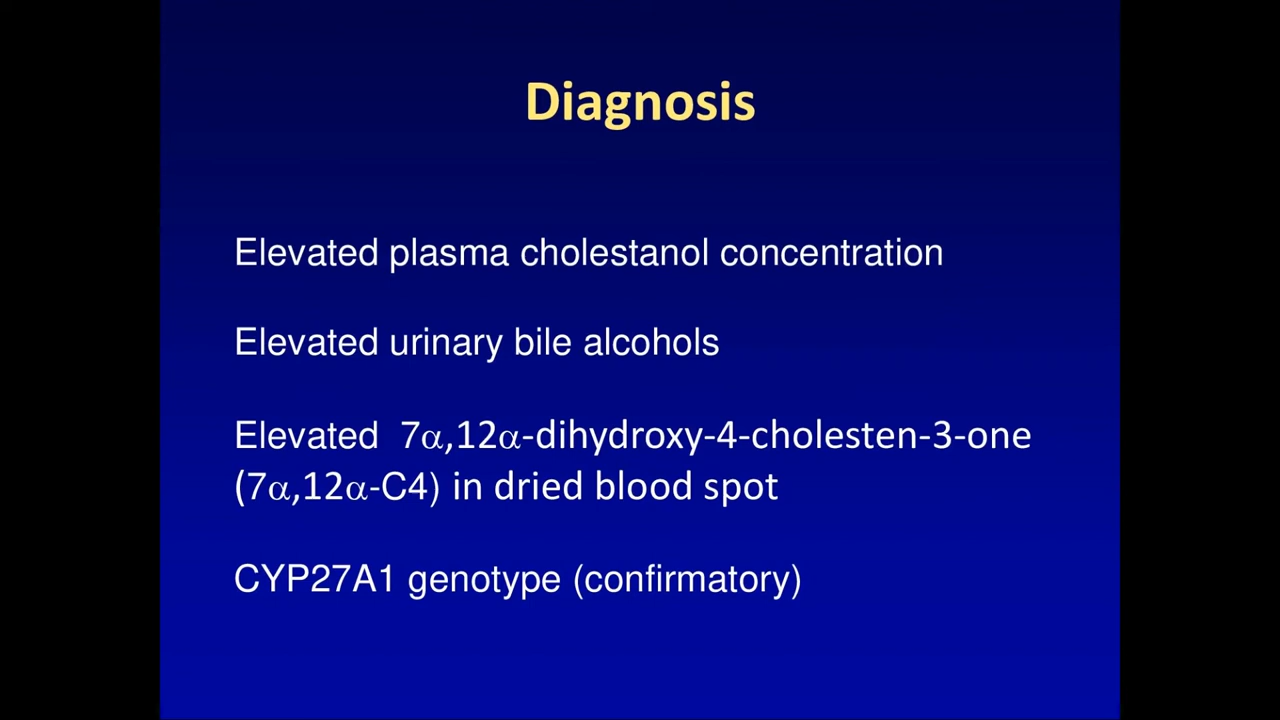 Diagnosis
Elevated plasma cholestanol concentration
Elevated urinary bile alcohols
Elevated  7α,12α-dihydroxy-4-cholesten-3-one
(7α,12α-C4) in dried blood spot
CYP27A1 genotype (confirmatory)